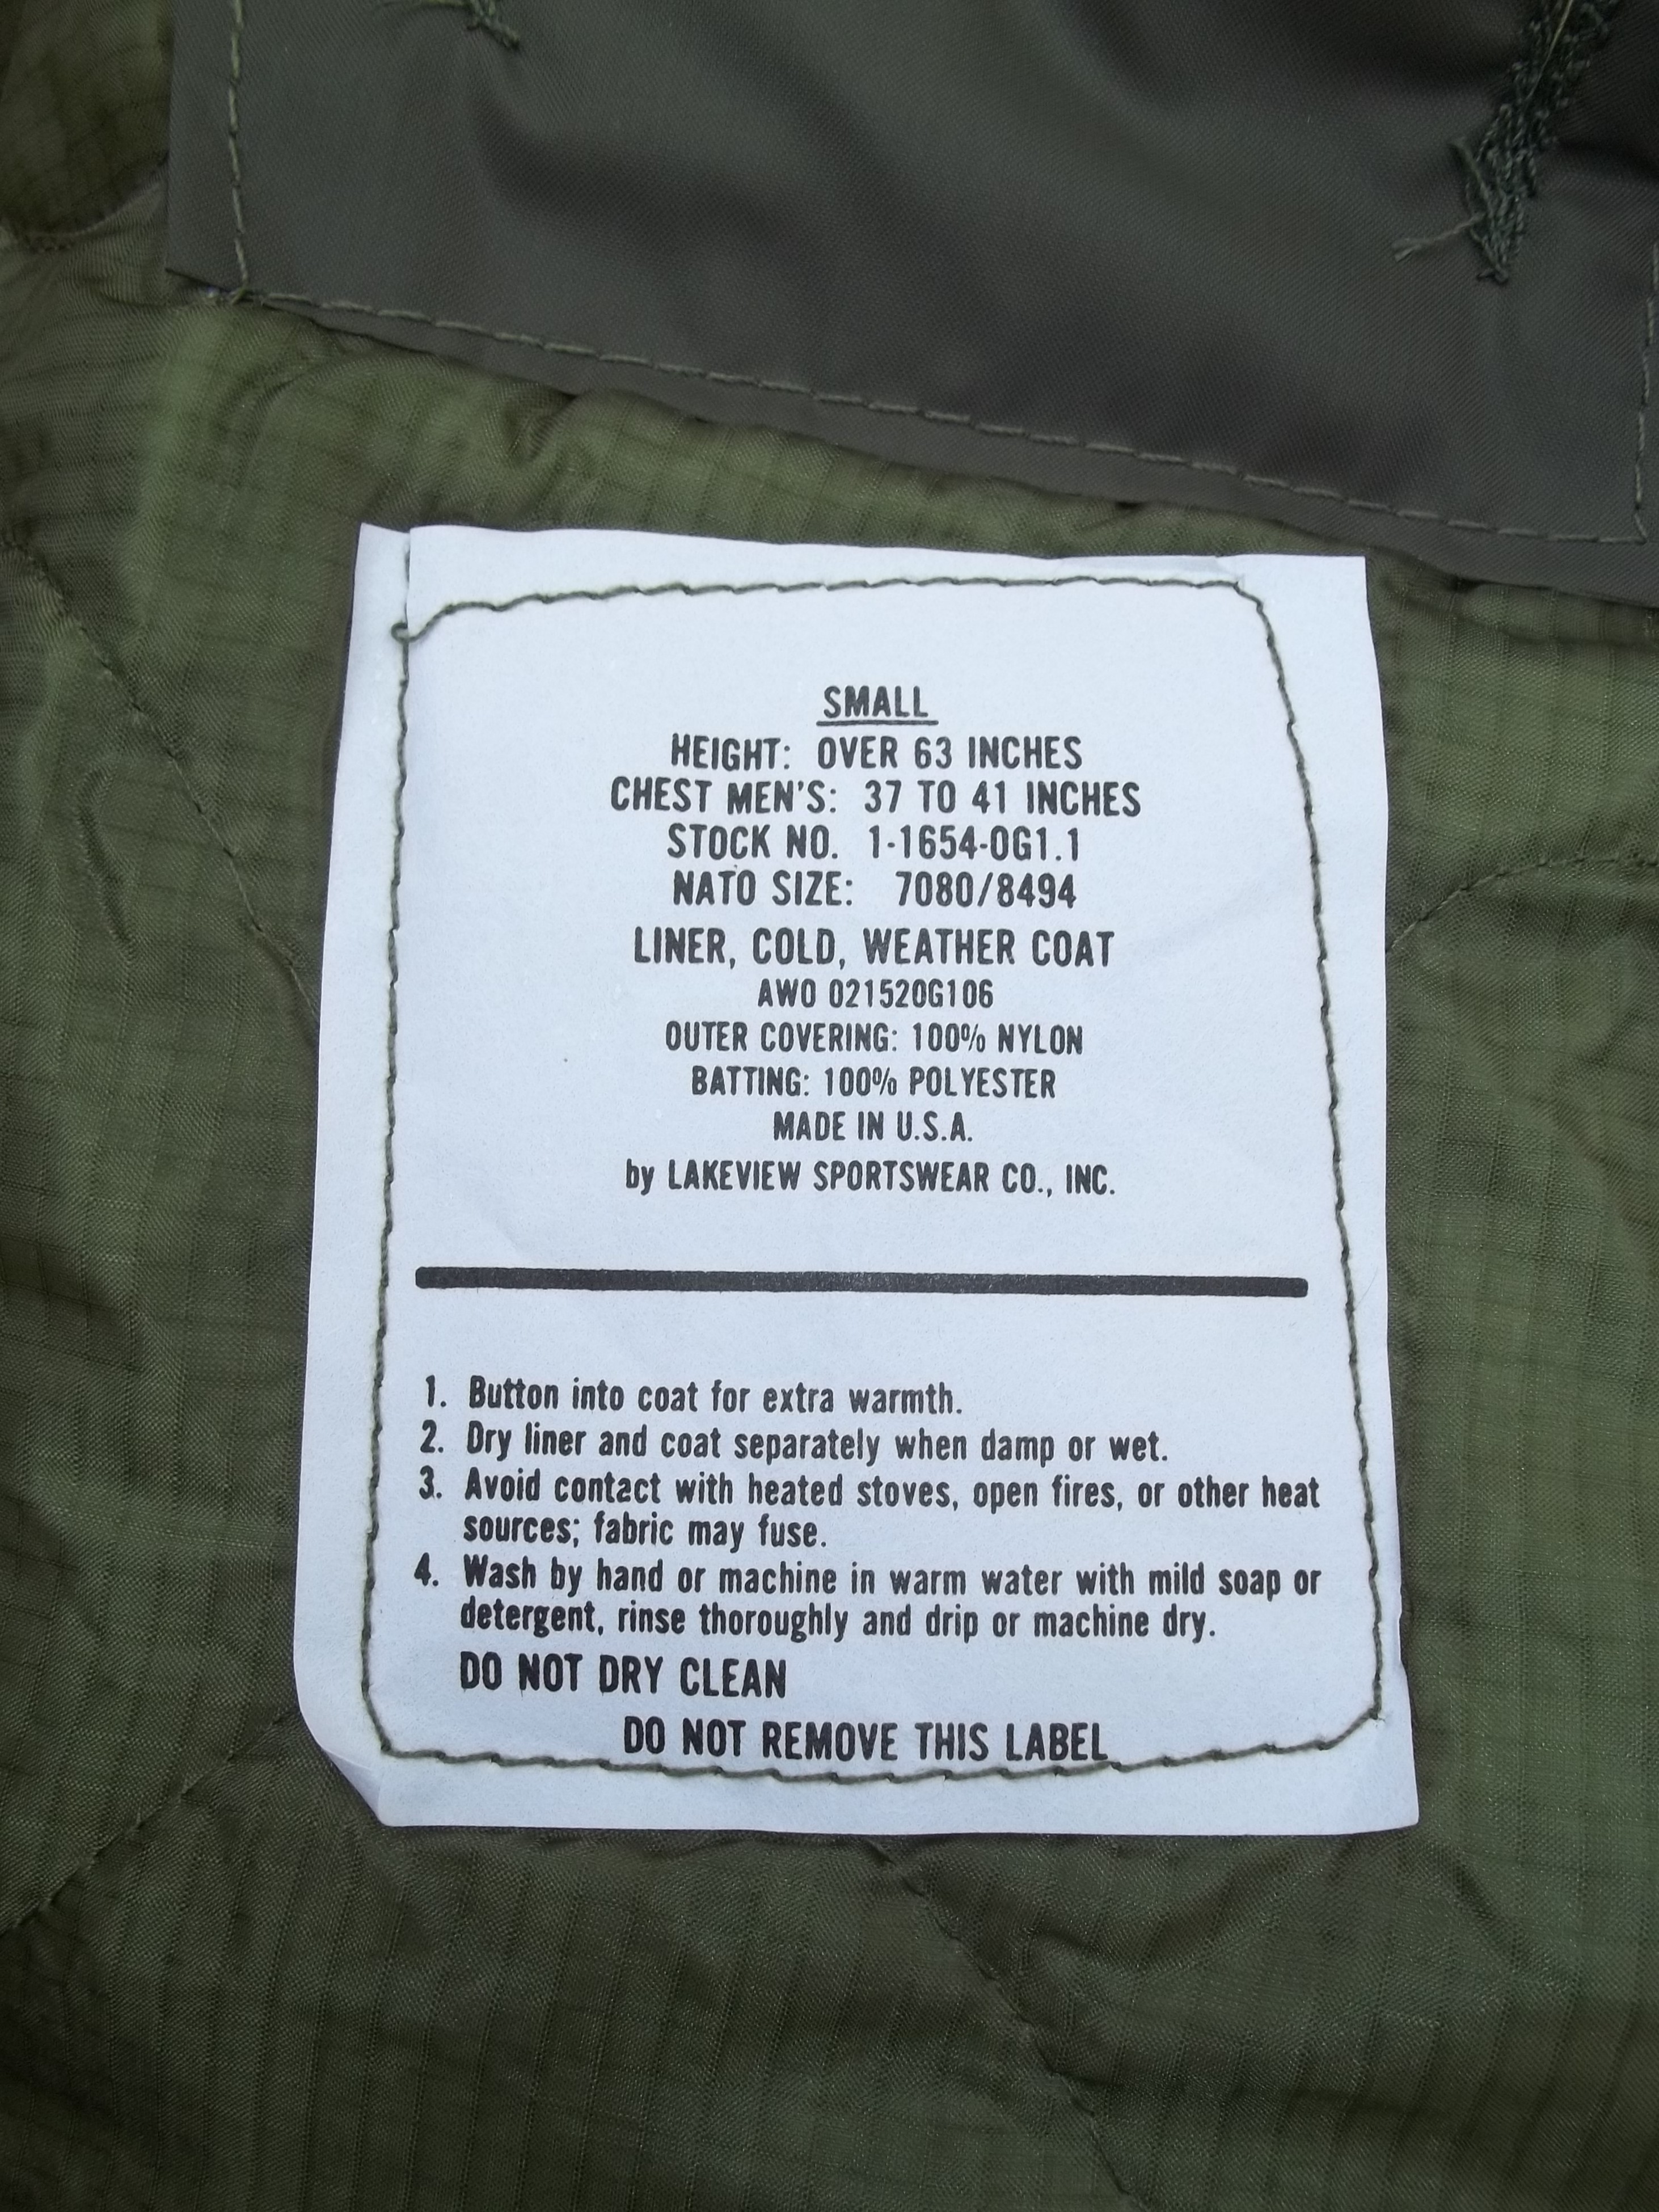 SMALL
HEIGHT: OVER 63 INCHES
CHEST MEN'S: 37 TO 41 INCHES
STOCK NO. 1-1654-0G1.1
NATO SIZE: 7080/8494
LINER, COLD, WEATHER COAT
AWO 021520G106
OUTER COVERING: 100% NYLON
BATTING: 100% POLYESTER
MADE IN U.S.A.
by LAKEVIEW SPORTSWEAR CO., INC.
1. Button into coat for extra warmth.
2. Dry liner and coat separately when damp or wet.
3. Avoid contact with heated stoves, open fires, or other heat
sources; fabric may fuse.
4. Wash by hand or machine in warm water with mild soap or
detergent, rinse thoroughly and drip or machine dry.
DO NOT DRY CLEAN
DO NOT REMOVE THIS LABEL